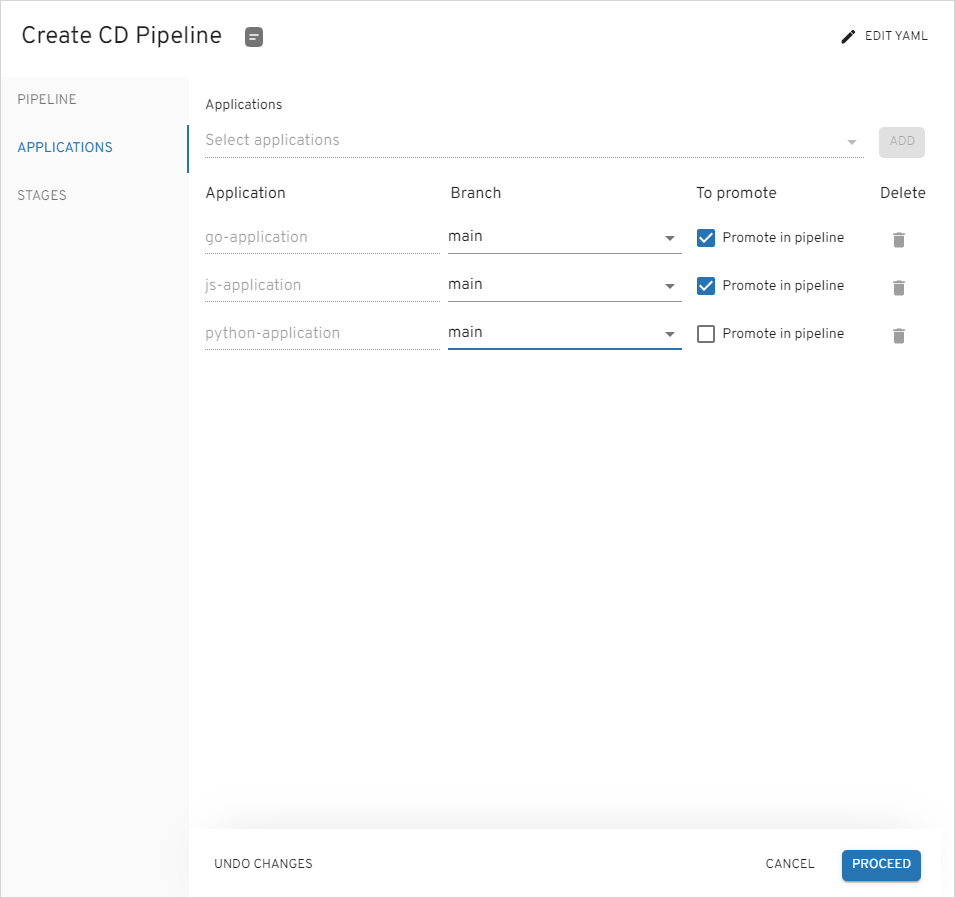 Create CD Pipeline
EDIT YAML
PIPELINE
APPLICATIONS
STAGES
Applications
Select applications
ADD
Application Branch To promote Delete
go-application main Promote in pipeline
js-application main Promote in pipeline
python-application main Promote in pipeline
UNDO CHANGES CANCEL PROCEED